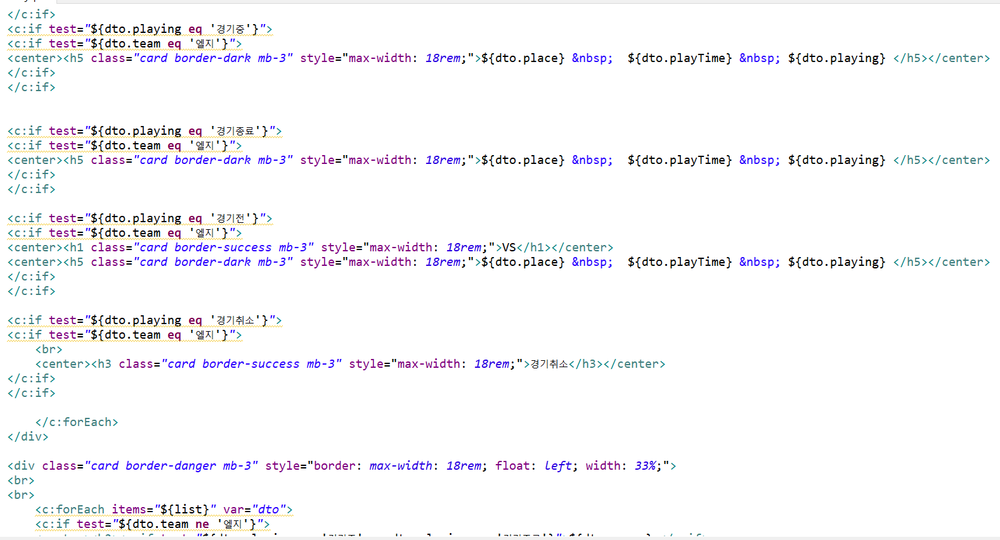 </c:if>
<c:if test="${dto.playing eq '경기중'}">
<c:if test="${dto.team eq '엘지'}">
<center><h5 class="card border-dark mb-3" style="max-width: 18rem;">${dto.place} &nbsp;  ${dto.playTime} &nbsp; ${dto.playing} </h5></center>
</c:if>
</c:if>
<c:if test="${dto.playing eq '경기종료'}">
<c:if test="${dto.team eq '엘지'}">
<center><h5 class="card border-dark mb-3" style="max-width: 18rem;">${dto.place} &nbsp;  ${dto.playTime} &nbsp; ${dto.playing} </h5></center>
</c:if>
</c:if>
<c:if test="${dto.playing eq '경기전'}">
<c:if test="${dto.team eq '엘지'}">
<center><h1 class="card border-success mb-3" style="max-width: 18rem;">VS</h1></center>
<center><h5 class="card border-dark mb-3" style="max-width: 18rem;">${dto.place} &nbsp;  ${dto.playTime} &nbsp; ${dto.playing} </h5></center>
</c:if>
</c:if>
<c:if test="${dto.playing eq '경기취소'}">
<c:if test="${dto.team eq '엘지'}">
<br>
<center><h3 class="card border-success mb-3" style="max-width: 18rem;">경기취소</h3></center>
</c:if>
</c:if>
</c:forEach>
</div>
<div class="card border-danger mb-3" style="border: max-width: 18rem; float: left; width: 33%;">
<br>
<br>
<c:forEach items="${list}" var="dto">
<c:if test="${dto.team ne '엘지'}">